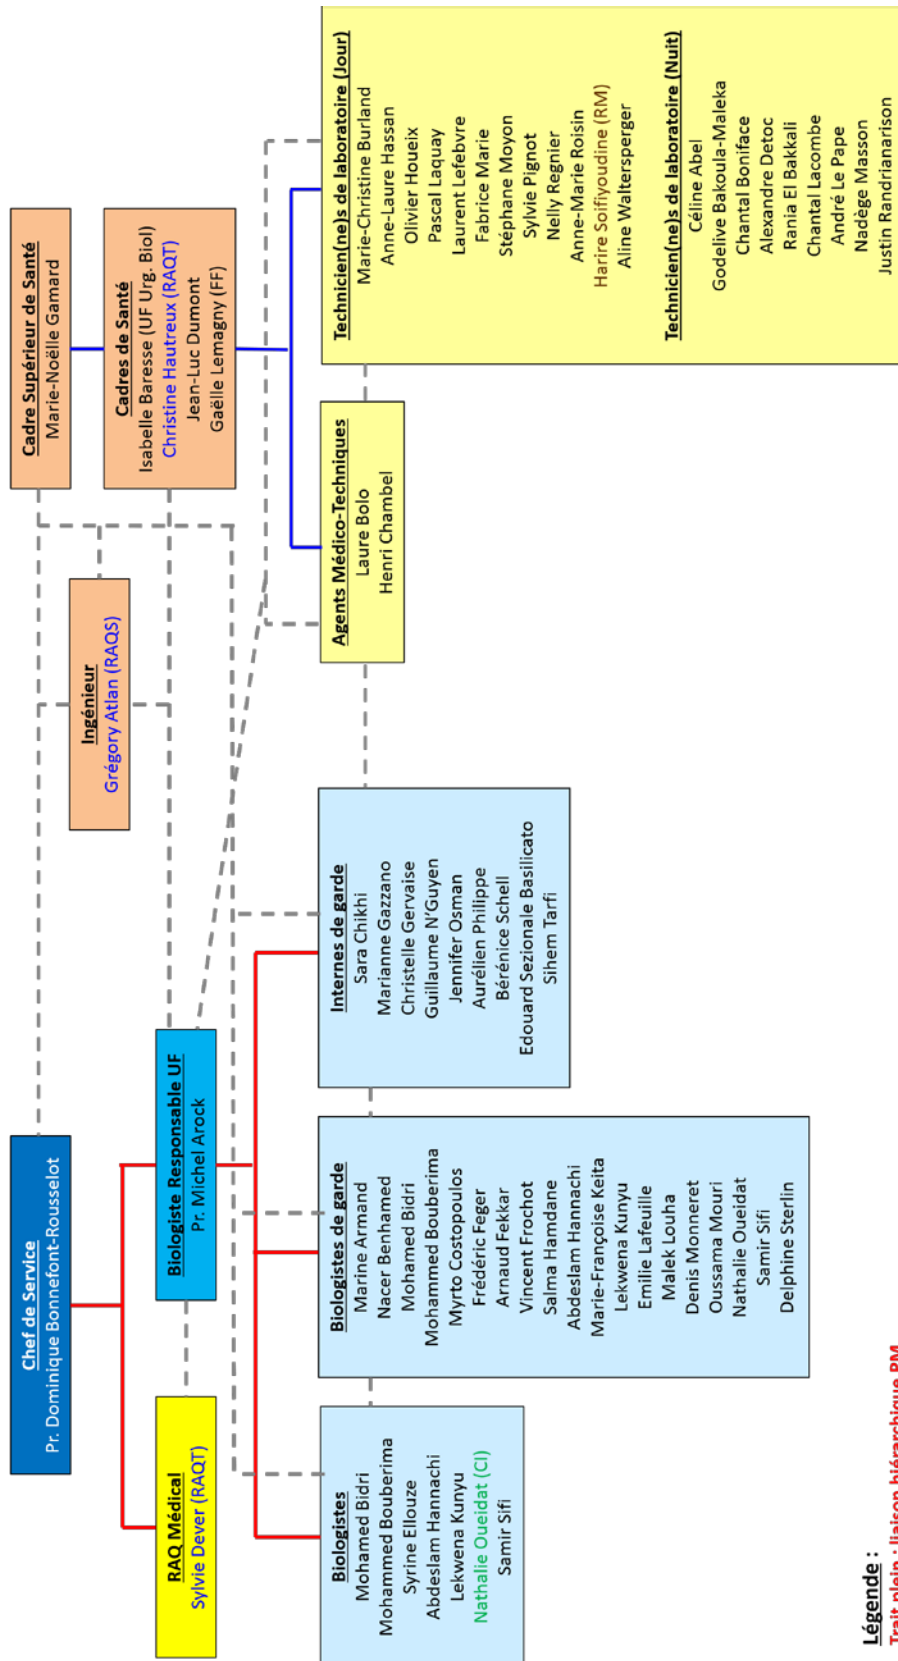 Chef de Service
Pr. Dominique Bonnefont-Rousselot
Cadre Supérieur de Santé
Marie-Noëlle Gamard
Ingénieur
Grégory Atlan (RAQS)
Cadres de Santé
Isabelle Baresse (UF Urg. Biol)
Christine Hautreux (RAQT)
Jean-Luc Dumont
Gaëlle Lemagny (FF)
RAQ Médical
Sylvie Dever (RAQT)
Biologiste Responsable UF
Pr. Michel Arock
Biologistes
Mohamed Bidri
Mohammed Bouberima
Syrine Ellouze
Abdeslam Hannachi
Lekwena Kunyu
Nathalie Oueidat (CI)
Samir Sifi
Biologistes de garde
Marine Armand
Nacer Benhamed
Mohamed Bidri
Mohammed Bouberima
Myrto Costopoulos
Frédéric Feger
Arnaud Fekkar
Vincent Frochot
Salma Hamdane
Abdeslam Hannachi
Marie-Françoise Keita
Lekwena Kunyu
Emilie Lafeuille
Malek Louha
Denis Monneret
Oussama Mouri
Nathalie Oueidat
Samir Sifi
Delphine Sterlin
Internes de garde
Sara Chikhi
Marianne Gazzano
Christelle Gervaise
Guillaume N'Guyen
Jennifer Osman
Aurélien Philippe
Bérénice Schell
Edouard Sezionale Basilicato
Sihem Tarfi
Agents Médico-Techniques
Laure Bolo
Henri Chambel
Technicien(ne)s de laboratoire (Jour)
Marie-Christine Burland
Anne-Laure Hassan
Olivier Houeix
Pascal Laquay
Laurent Lefebvre
Fabrice Marie
Stéphane Moyon
Sylvie Pignot
Nelly Regnier
Anne-Marie Roisin
Harire Soifiyoudine (RM)
Aline Waltersperger
Technicien(ne)s de laboratoire (Nuit)
Céline Abel
Godelive Bakoula-Maleka
Chantal Boniface
Alexandre Detoc
Rania El Bakkali
Chantal Lacombe
André Le Pape
Nadège Masson
Justin Randrianarison
Légende :
Trait plein : liaison hiérarchique PM